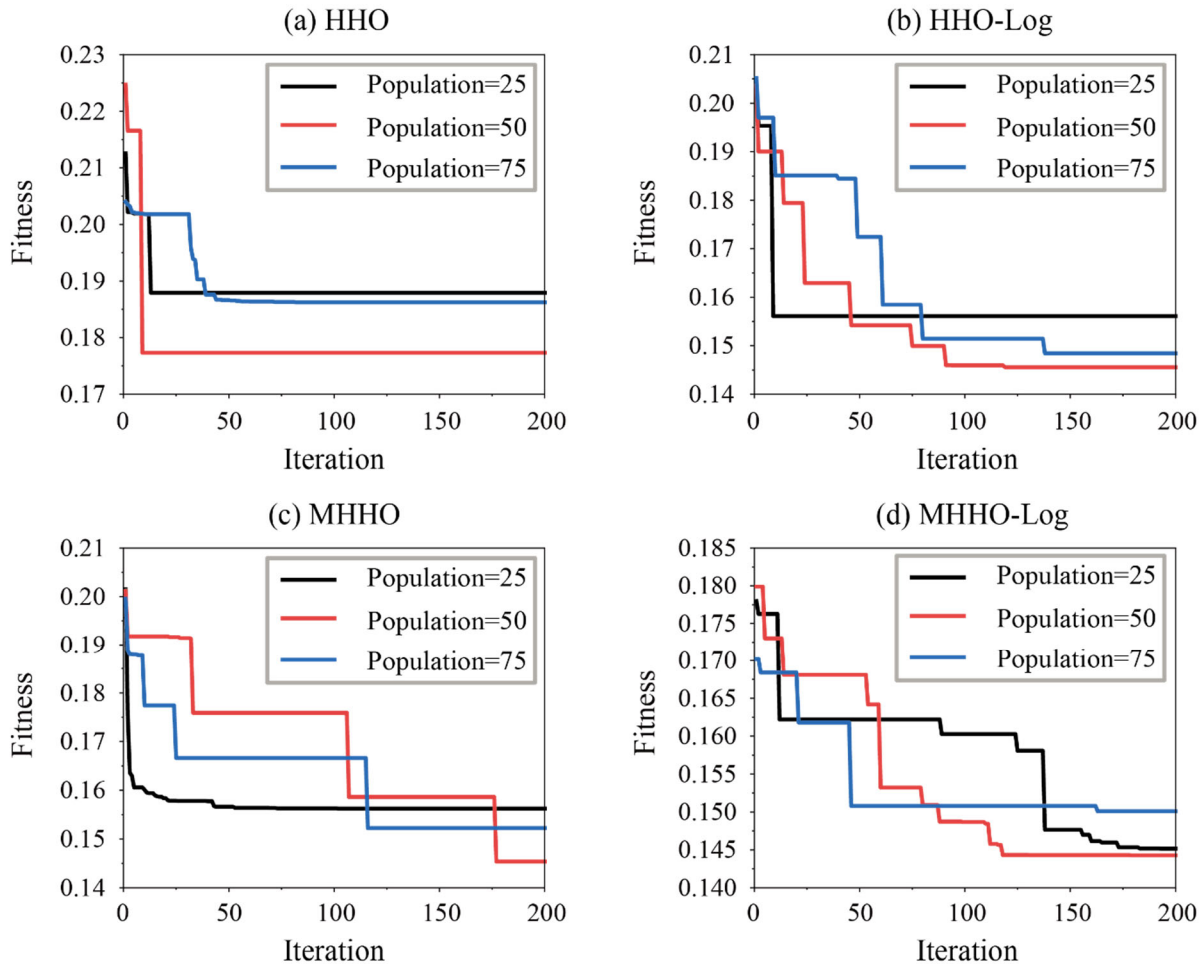 (a) HHO
Fitness
0.23
0.22
0.21
0.20
0.19
0.18
0.17
Population=25
Population=50
Population=75
0 50 100 150 200
Iteration
(b) HHO-Log
Fitness
0.21
0.20
0.19
0.18
0.17
0.16
0.15
0.14
Population=25
Population=50
Population=75
0 50 100 150 200
Iteration
(c) MHHO
Fitness
0.21
0.20
0.19
0.18
0.17
0.16
0.15
0.14
Population=25
Population=50
Population=75
0 50 100 150 200
Iteration
(d) MHHO-Log
Fitness
0.185
0.180
0.175
0.170
0.165
0.160
0.155
0.150
0.145
0.140
Population=25
Population=50
Population=75
0 50 100 150 200
Iteration